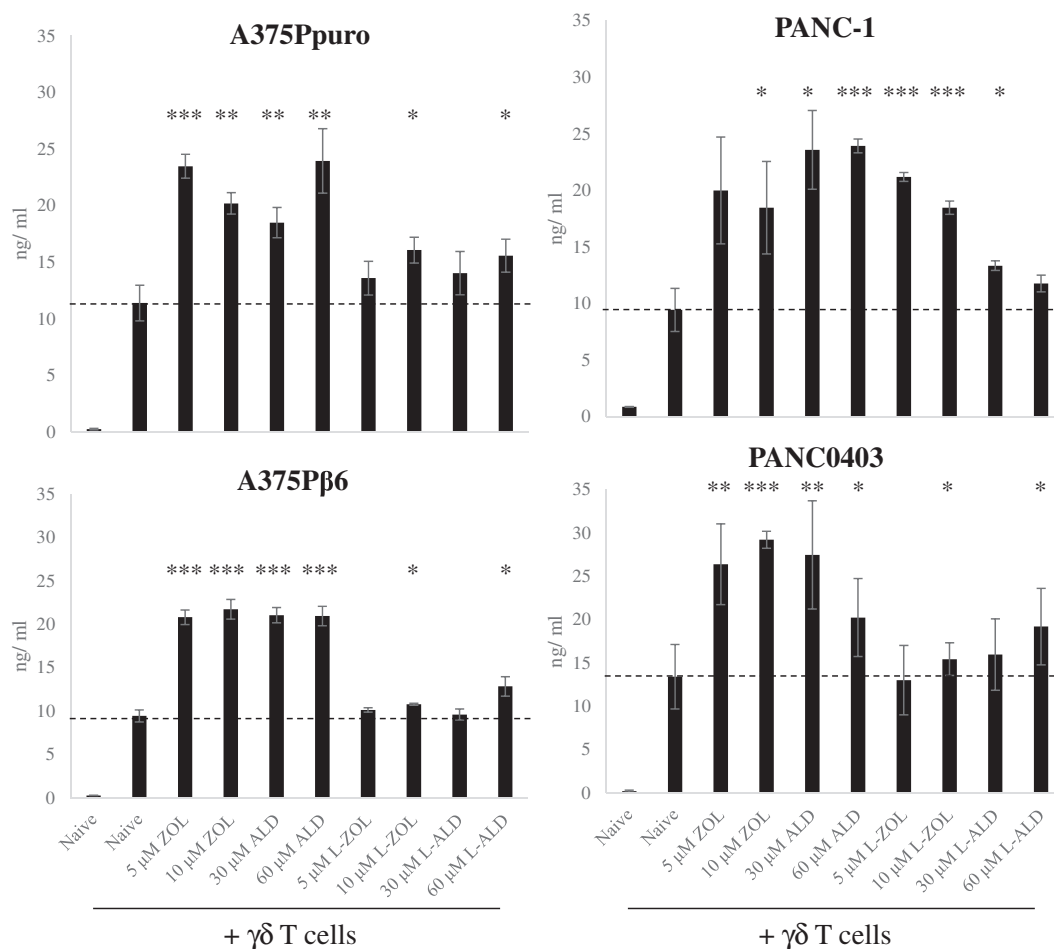 A375Ppuro
35
30
25
20
15
10
5
0
ng/ ml
*** ** ** ** * *
PANC-1
35
30
25
20
15
10
5
0
ng/ ml
* * *** *** *** *
A375Pβ6
35
30
25
20
15
10
5
0
ng/ ml
*** *** *** *** * *
Naive
Naive
5 µM ZOL
10 µM ZOL
30 µM ALD
60 µM ALD
5 µM L-ZOL
10 µM L-ZOL
30 µM L-ALD
60 µM L-ALD
+ γδ T cells
PANC0403
35
30
25
20
15
10
5
0
ng/ ml
** *** ** * * *
Naive
Naive
5 µM ZOL
10 µM ZOL
30 µM ALD
60 µM ALD
5 µM L-ZOL
10 µM L-ZOL
30 µM L-ALD
60 µM L-ALD
+ γδ T cells